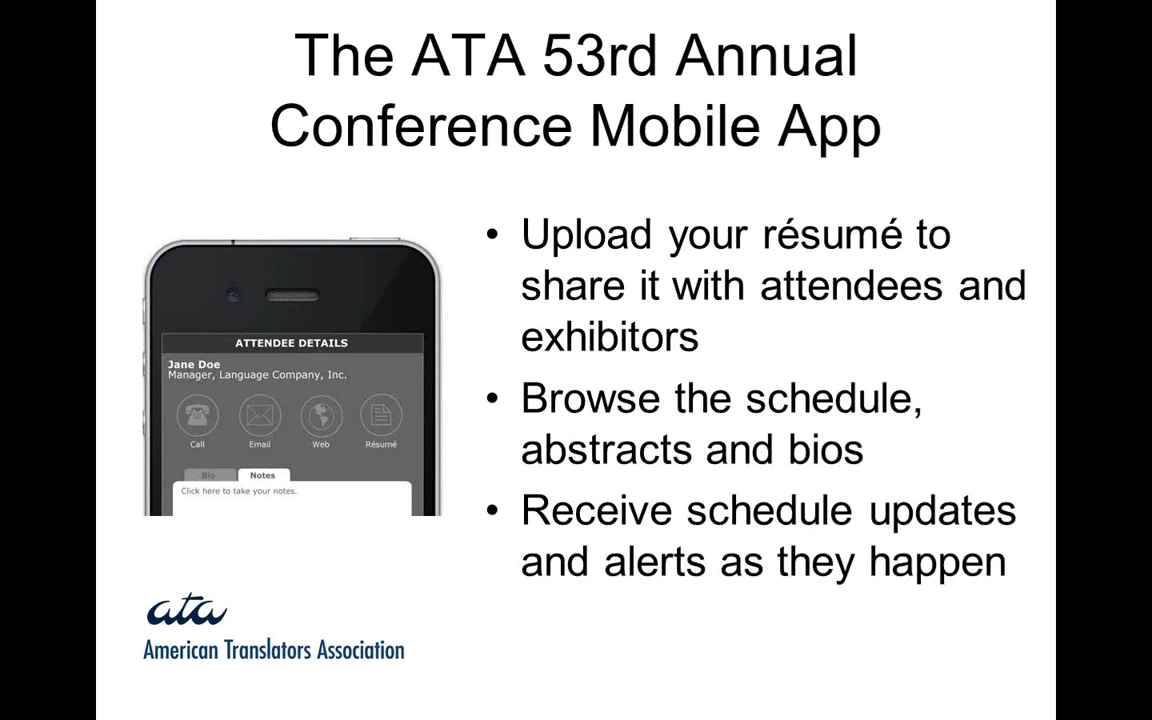 The ATA 53rd Annual
Conference Mobile App
ATTENDEE DETAILS
Jane Doe
Manager, Language Company, Inc.
Call Email Web Résumé
Bio Notes
Click here to take your notes.
• Upload your résumé to
share it with attendees and
exhibitors
• Browse the schedule,
abstracts and bios
• Receive schedule updates
and alerts as they happen
ata
American Translators Association